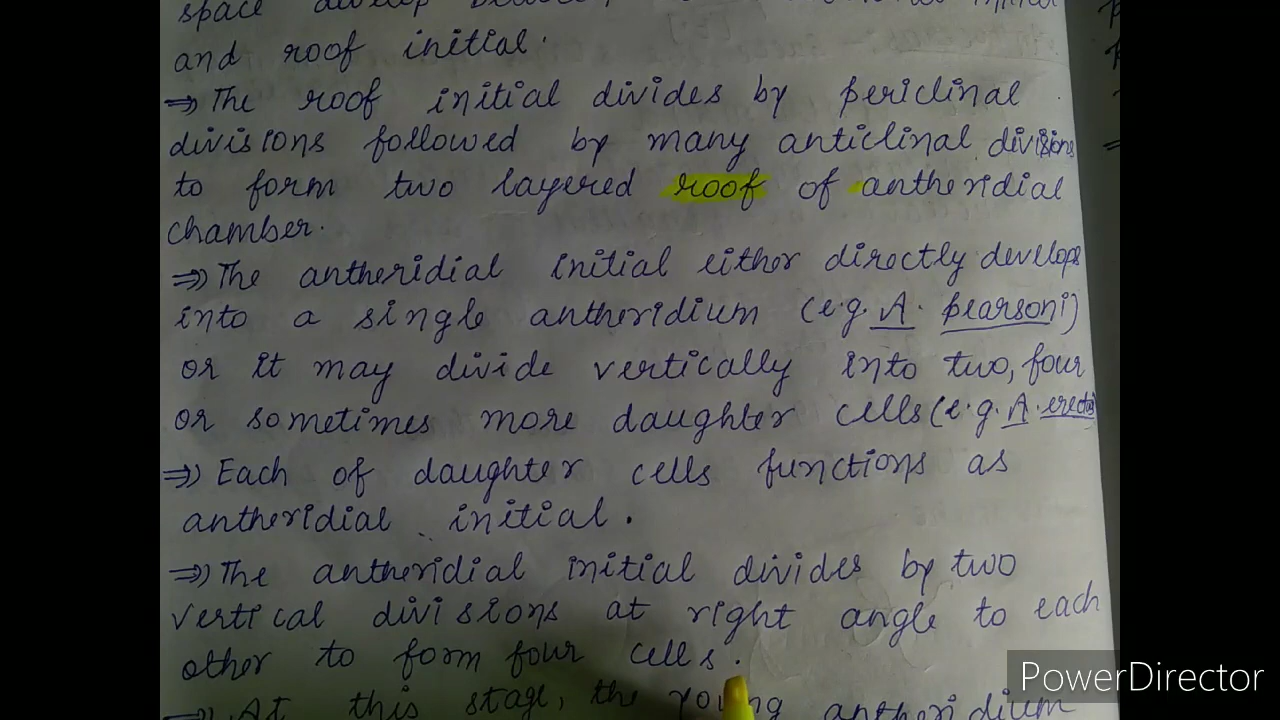 space develop
and roof initial.
⇒ The roof initial divides by periclinal
divisions followed by many anticlinal divisions
to form two layered roof of antheridial
chamber.
⇒ The antheridial initial either directly develops
into a single antheridium (e.g. A. pearsoni)
or it may divide vertically into two, four
or sometimes more daughter cells (e.g. A. erecta)
⇒ Each of daughter cells functions as
antheridial initial.
⇒ The antheridial initial divides by two
vertical divisions at right angle to each
other to form four cells.
⇒ At this stage, the young antheridium
PowerDirector